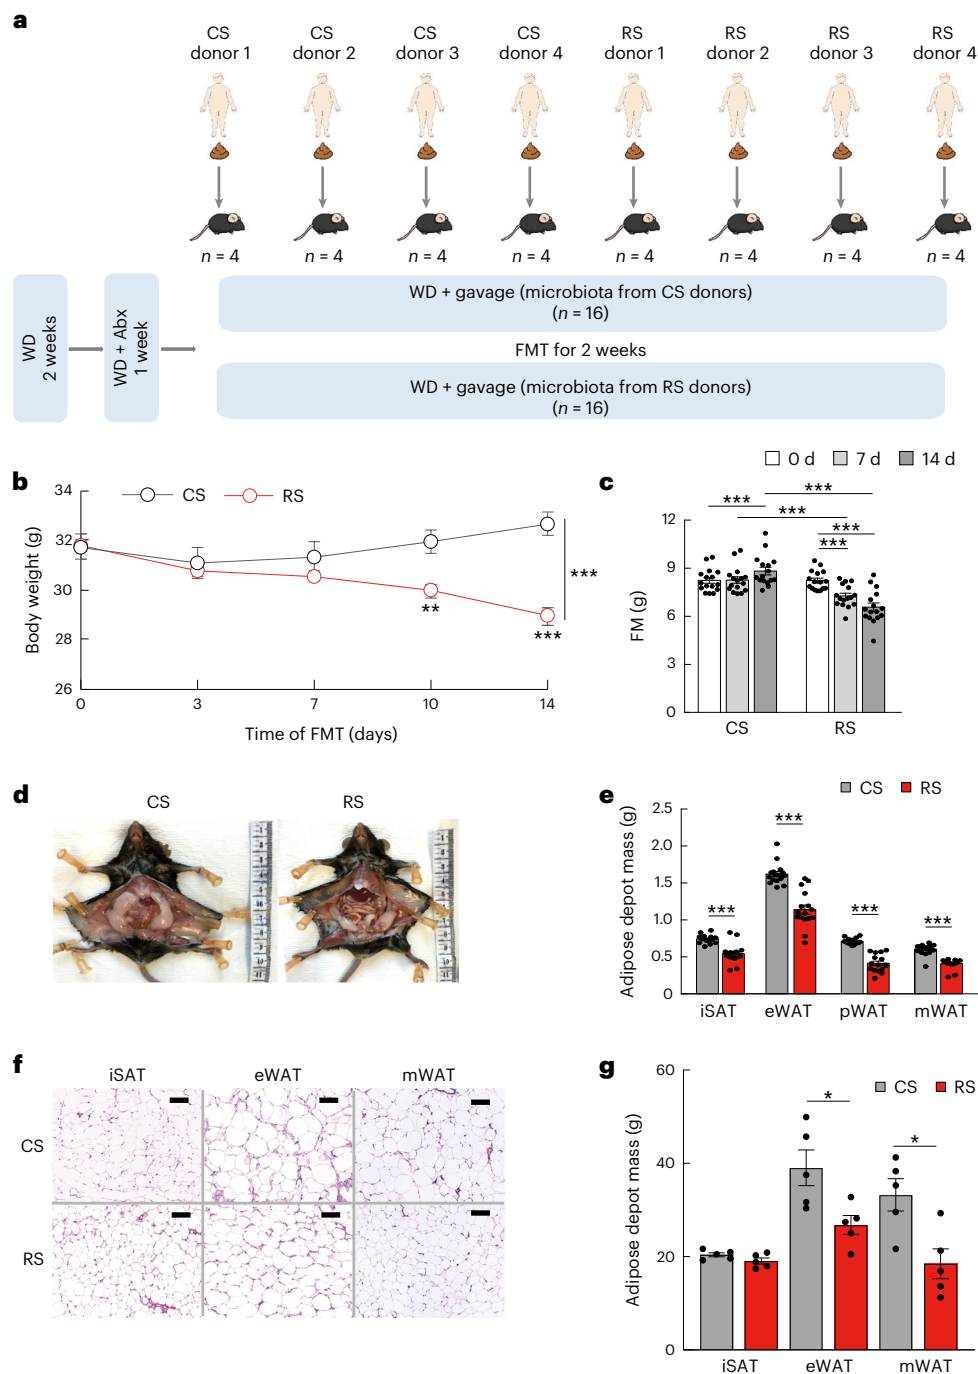 a
CS donor 1
CS donor 2
CS donor 3
CS donor 4
RS donor 1
RS donor 2
RS donor 3
RS donor 4
n = 4
n = 4
n = 4
n = 4
n = 4
n = 4
n = 4
n = 4
WD
2 weeks
WD + Abx
1 week
WD + gavage (microbiota from CS donors)
(n = 16)
FMT for 2 weeks
WD + gavage (microbiota from RS donors)
(n = 16)
b
CS
RS
Body weight (g)
34
32
30
28
26
0
3
7
10
14
Time of FMT (days)
**
***
***
c
0 d
7 d
14 d
***
***
***
***
***
FM (g)
12
9
6
3
0
CS
RS
d
CS
RS
e
CS
RS
Adipose depot mass (g)
2.5
2.0
1.5
1.0
0.5
0
***
***
***
***
iSAT
eWAT
pWAT
mWAT
f
iSAT
eWAT
mWAT
CS
RS
g
CS
RS
Adipose depot mass (g)
60
40
20
0
*
*
iSAT
eWAT
mWAT